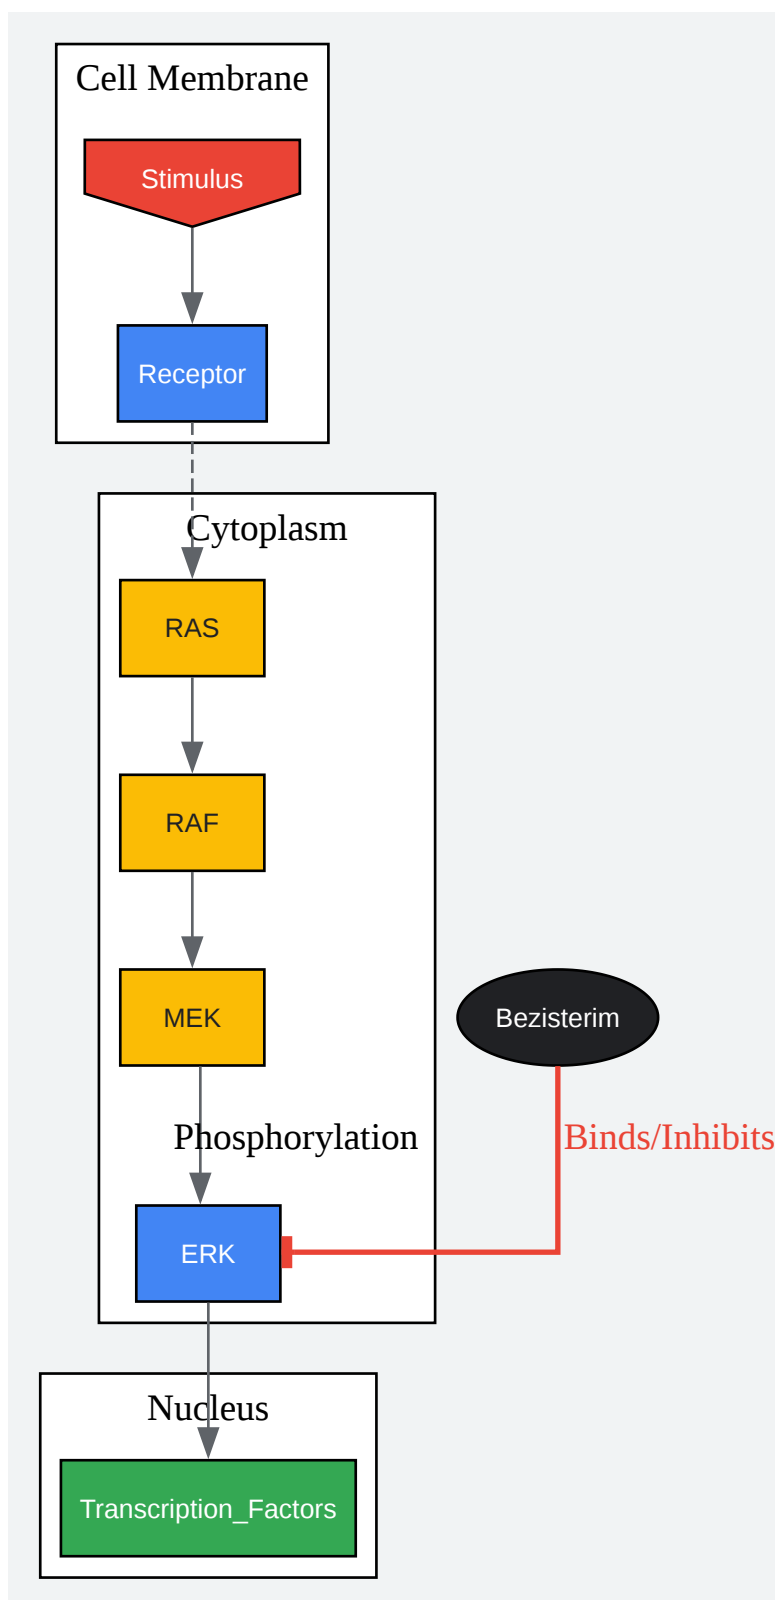 Cell Membrane
Stimulus
Receptor
Cytoplasm
RAS
RAF
MEK
Bezisterim
Phosphorylation
Binds/Inhibits
ERK
Nucleus
Transcription_Factors